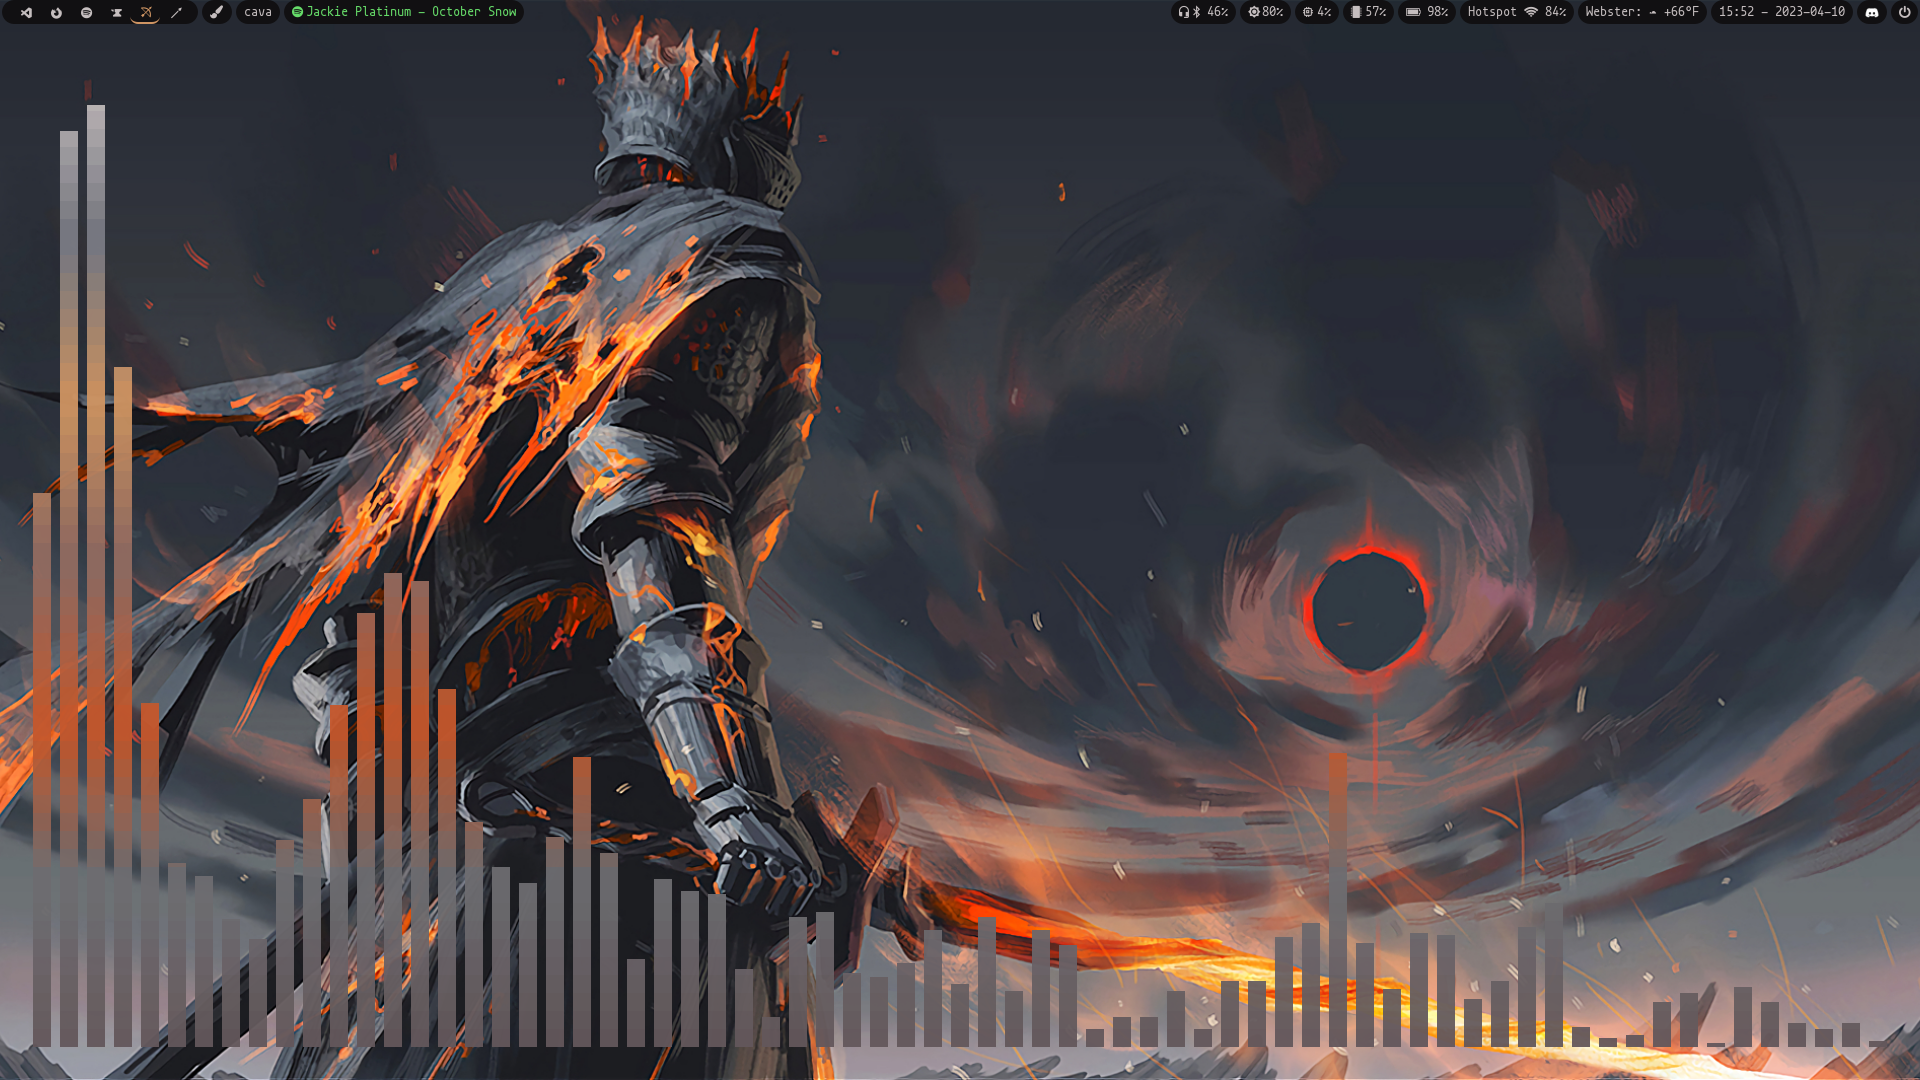 cava Jackie Platinum – October Snow 46% 80% 4% 57% 98% Hotspot 84% Webster: +66°F 15:52 – 2023-04-10